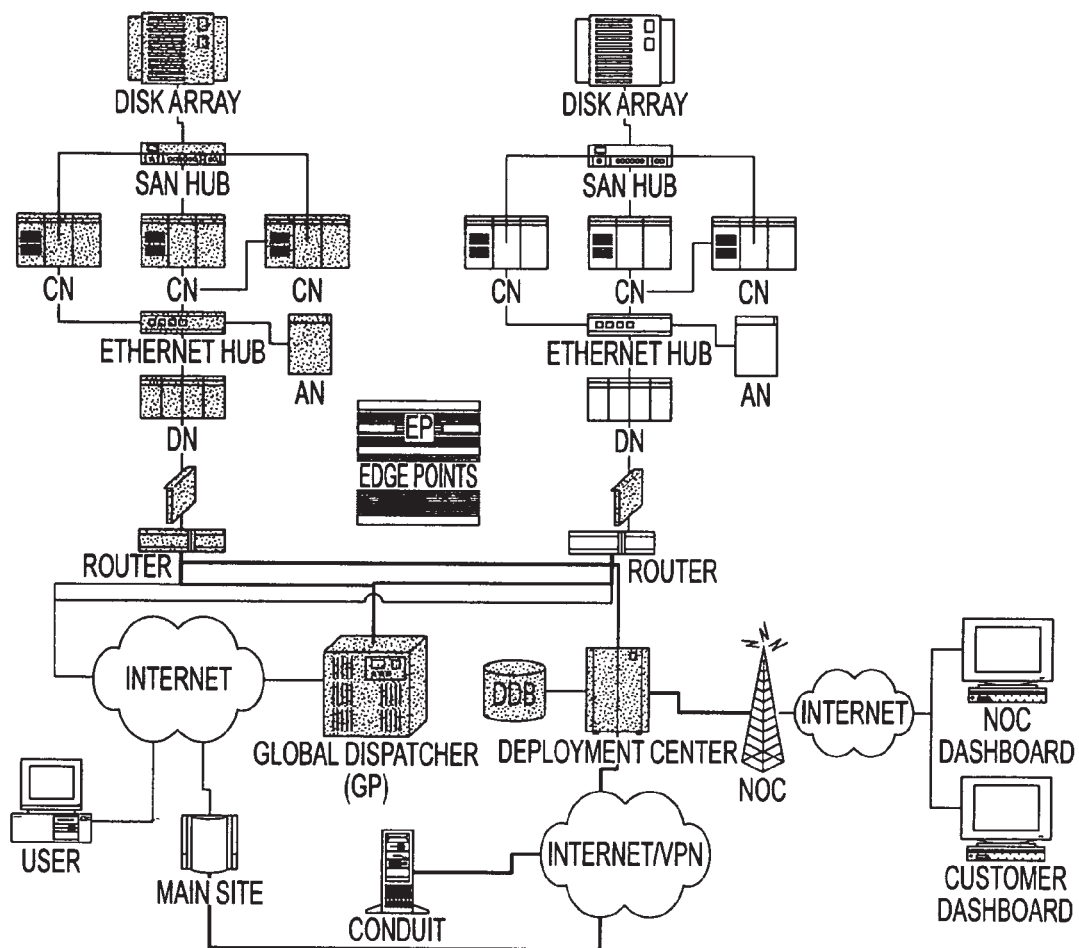 DISK ARRAY
DISK ARRAY
SAN HUB
SAN HUB
CN
CN
CN
CN
CN
CN
ETHERNET HUB
ETHERNET HUB
AN
AN
DN
DN
EP
EDGE POINTS
ROUTER
ROUTER
INTERNET
DDB
INTERNET
GLOBAL DISPATCHER
(GP)
DEPLOYMENT CENTER
NOC
NOC
DASHBOARD
USER
MAIN SITE
CONDUIT
INTERNET/VPN
CUSTOMER
DASHBOARD